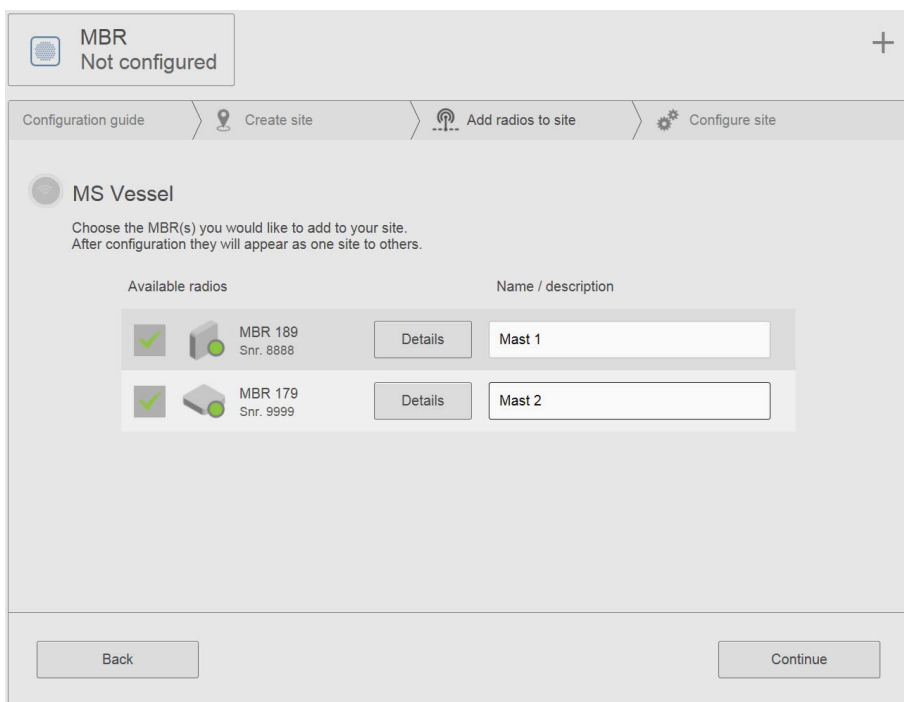 MBR
Not configured
Configuration guide
Create site
Add radios to site
Configure site
MS Vessel
Choose the MBR(s) you would like to add to your site.
After configuration they will appear as one site to others.
Available radios
Name / description
MBR 189
Snr. 8888
Details
Mast 1
MBR 179
Snr. 9999
Details
Mast 2
Back
Continue